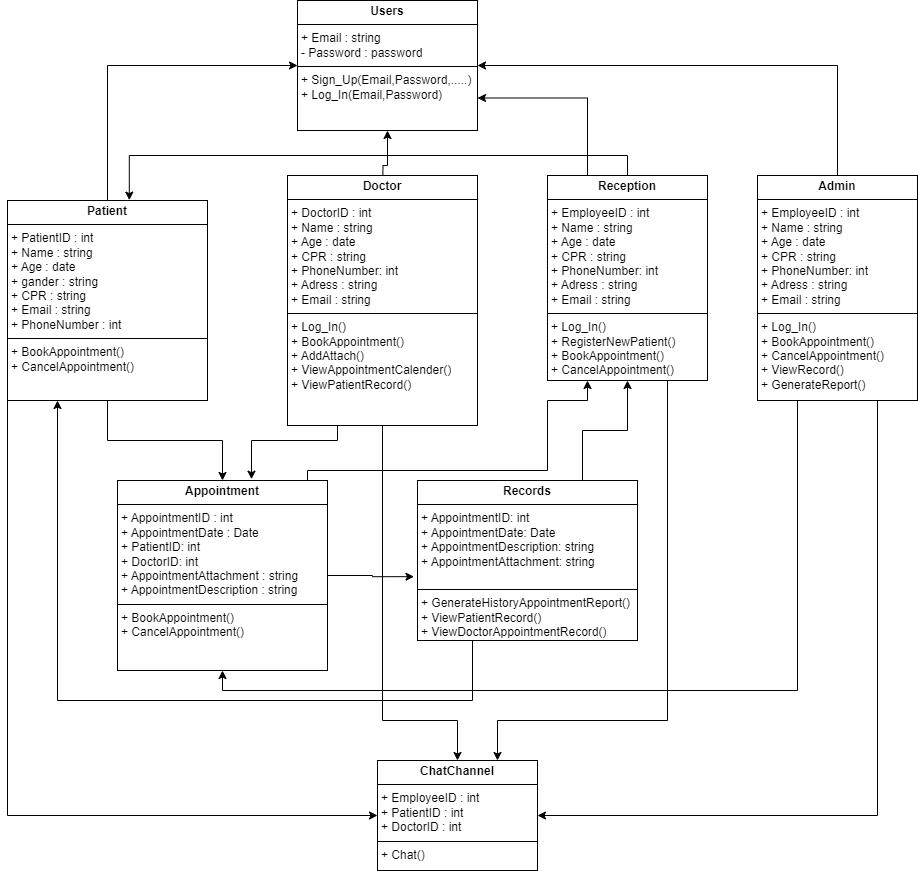 Users
+ Email : string
- Password : password
+ Sign_Up(Email,Password,.....)
+ Log_In(Email,Password)
Patient
+ PatientID : int
+ Name : string
+ Age : date
+ gander : string
+ CPR : string
+ Email : string
+ PhoneNumber : int
+ BookAppointment()
+ CancelAppointment()
Doctor
+ DoctorID : int
+ Name : string
+ Age : date
+ CPR : string
+ PhoneNumber: int
+ Adress : string
+ Email : string
+ Log_In()
+ BookAppointment()
+ AddAttach()
+ ViewAppointmentCalender()
+ ViewPatientRecord()
Reception
+ EmployeeID : int
+ Name : string
+ Age : date
+ CPR : string
+ PhoneNumber: int
+ Adress : string
+ Email : string
+ Log_In()
+ RegisterNewPatient()
+ BookAppointment()
+ CancelAppointment()
Admin
+ EmployeeID : int
+ Name : string
+ Age : date
+ CPR : string
+ PhoneNumber: int
+ Adress : string
+ Email : string
+ Log_In()
+ BookAppointment()
+ CancelAppointment()
+ ViewRecord()
+ GenerateReport()
Appointment
+ AppointmentID : int
+ AppointmentDate : Date
+ PatientID: int
+ DoctorID: int
+ AppointmentAttachment : string
+ AppointmentDescription : string
+ BookAppointment()
+ CancelAppointment()
Records
+ AppointmentID: int
+ AppointmentDate: Date
+ AppointmentDescription: string
+ AppointmentAttachment: string
+ GenerateHistoryAppointmentReport()
+ ViewPatientRecord()
+ ViewDoctorAppointmentRecord()
ChatChannel
+ EmployeeID : int
+ PatientID : int
+ DoctorID : int
+ Chat()